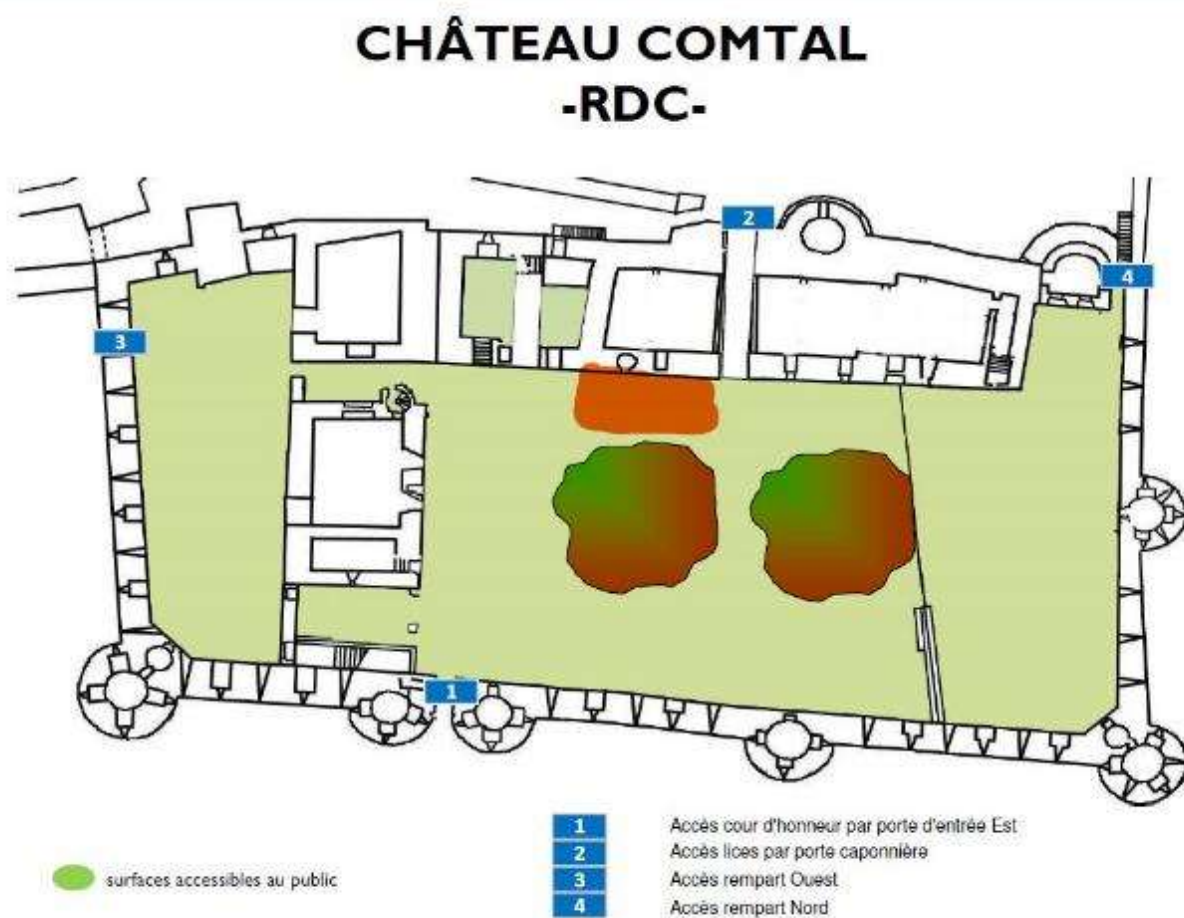 CHÂTEAU COMTAL
-RDC-
2
4
3
1
1 Accès cour d'honneur par porte d'entrée Est
2 Accès lices par porte caponnière
surfaces accessibles au public
3 Accès rempart Ouest
4 Accès rempart Nord